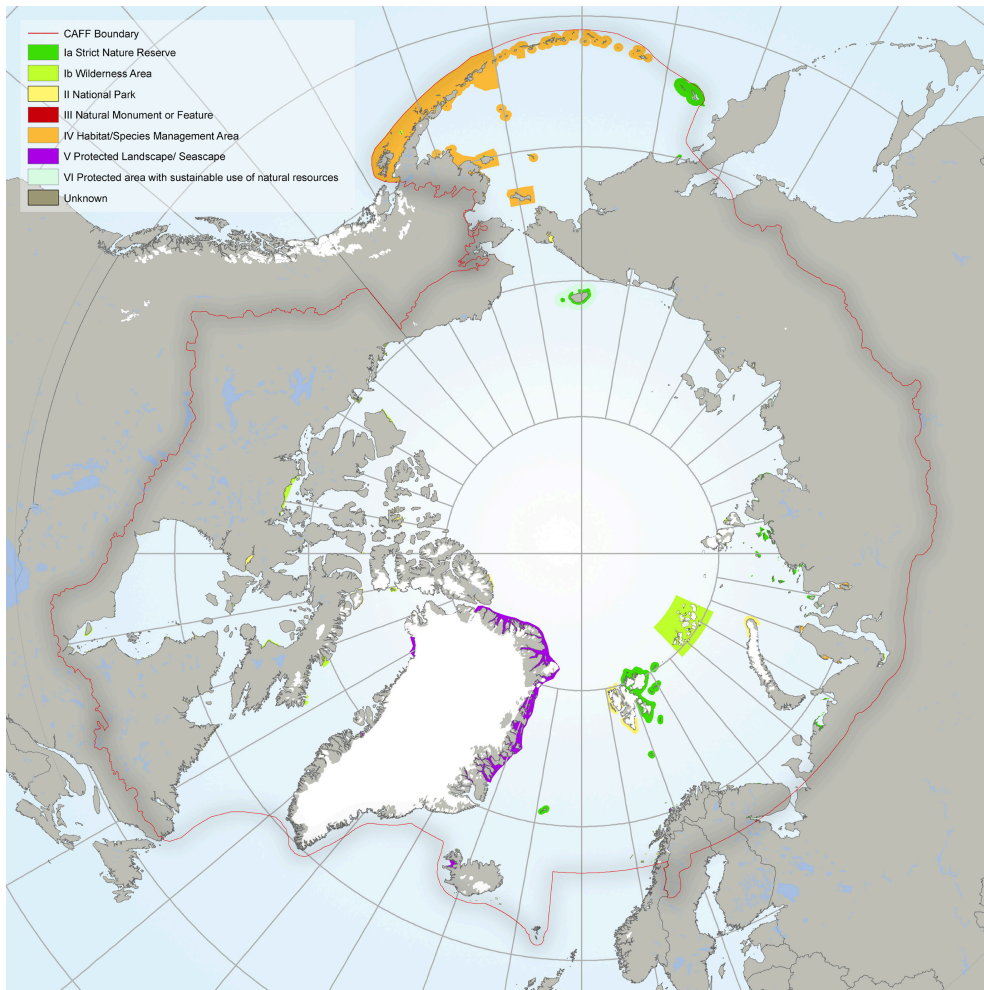 CAFF Boundary
Ia Strict Nature Reserve
Ib Wilderness Area
II National Park
III Natural Monument or Feature
IV Habitat/Species Management Area
V Protected Landscape/ Seascape
VI Protected area with sustainable use of natural resources
Unknown